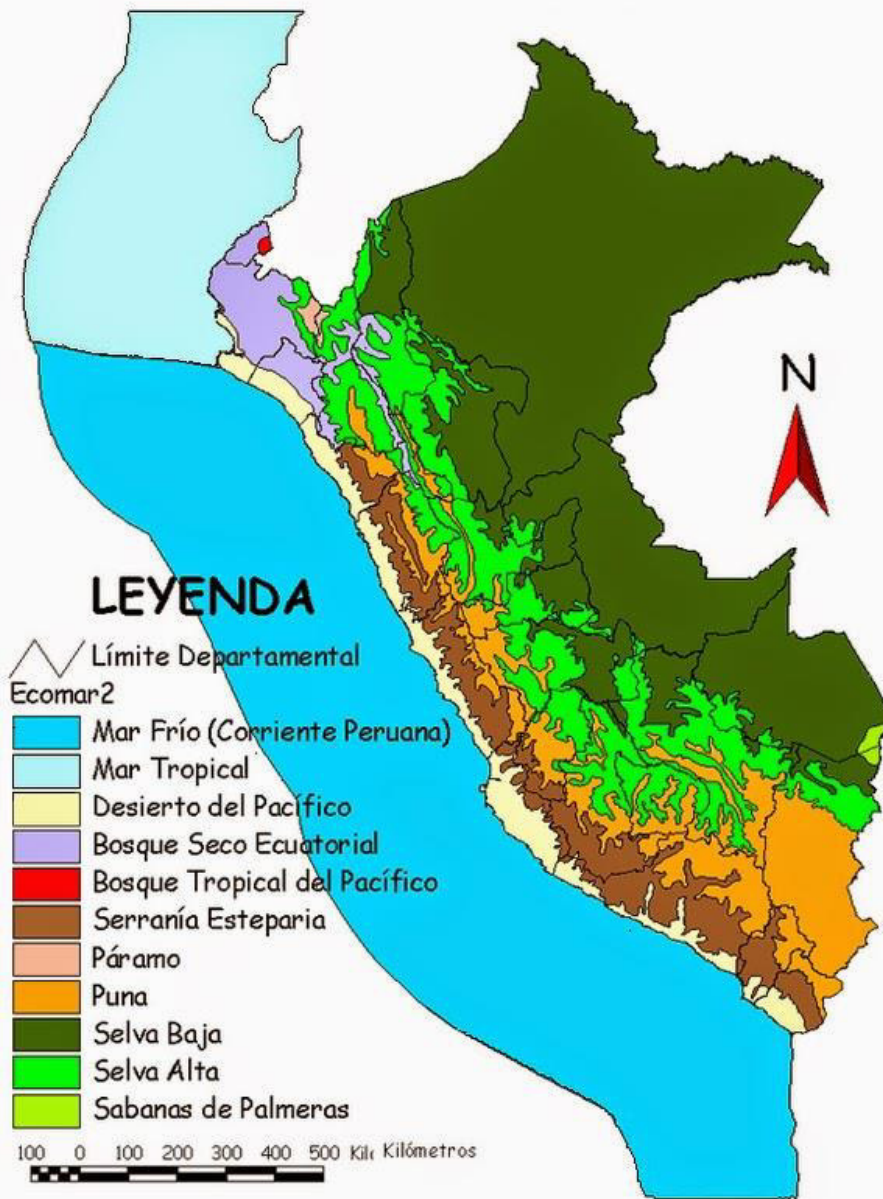 N
LEYENDA
Límite Departamental
Ecomar2
Mar Frío (Corriente Peruana)
Mar Tropical
Desierto del Pacífico
Bosque Seco Ecuatorial
Bosque Tropical del Pacífico
Serranía Esteparia
Páramo
Puna
Selva Baja
Selva Alta
Sabanas de Palmeras
100 0 100 200 300 400 500 Kilo Kilómetros